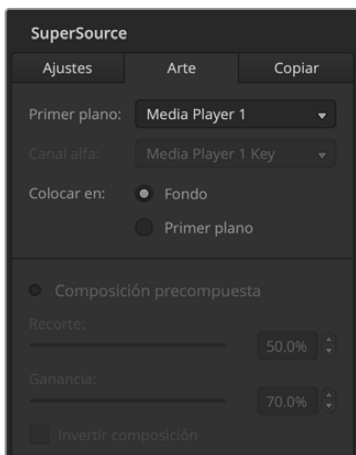 SuperSource
Ajustes Arte Copiar
Primer plano: Media Player 1
Canal alfa: Media Player 1 Key
Colocar en: Fondo
Primer plano
Composición precompuesta
Recorte:
50.0%
Ganancia:
70.0%
Invertir composición